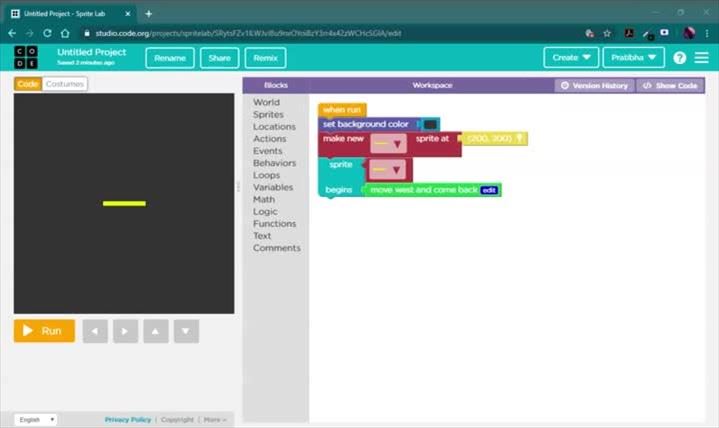 Untitled Project - Sprite Lab
studio.code.org/projects/spritelab/
/edit
C O
D E
Untitled Project
Saved 2 minutes ago
Rename
Share
Remix
Create
Pratibha
?
Code
Costumes
Blocks
Workspace
Version History
</> Show Code
World
Sprites
Locations
Actions
Events
Behaviors
Loops
Variables
Math
Logic
Functions
Text
Comments
when run
set background color
make new sprite at (200, 200)
sprite
begins move west and come back edit
Run
English
Privacy Policy | Copyright | More